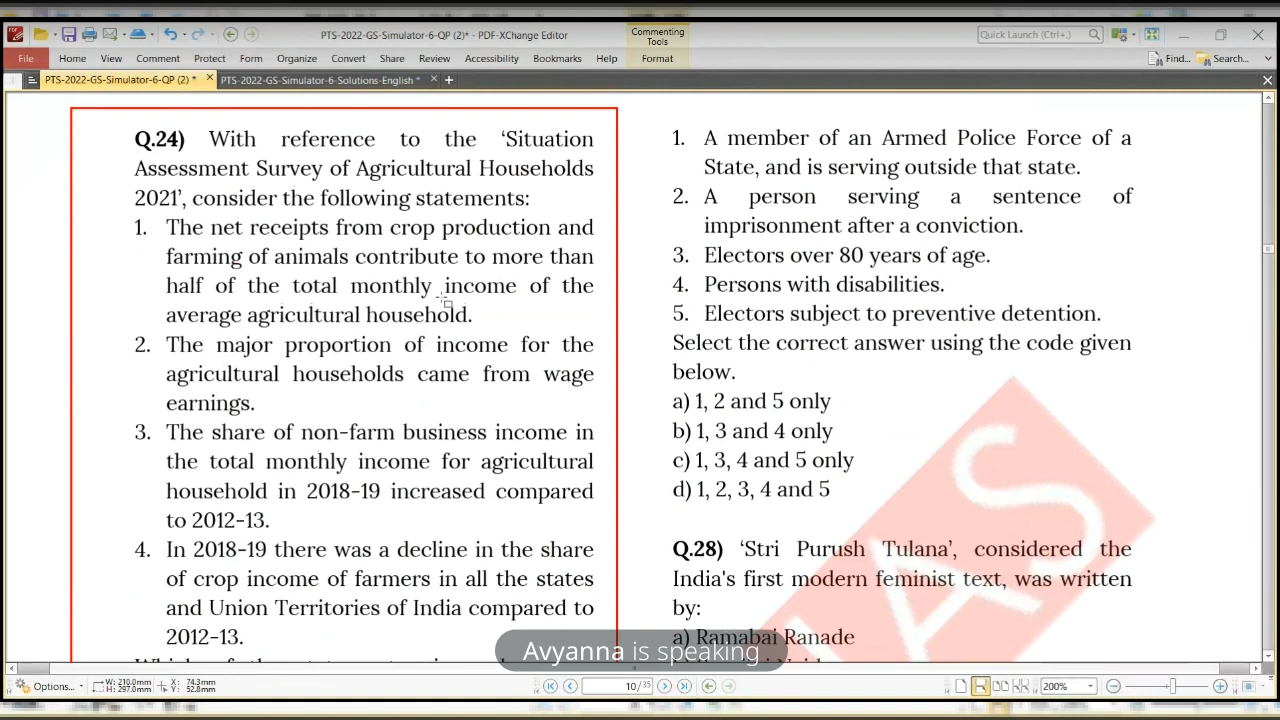 PTS-2022-GS-Simulator-6-QP (2)* - PDF-XChange Editor
Commenting Tools
Quick Launch (Ctrl+.)
File Home View Comment Protect Form Organize Convert Share Review Accessibility Bookmarks Help Format
Find... Search...
PTS-2022-GS-Simulator-6-QP (2) *
PTS-2022-GS-Simulator-6-Solutions-English *
Q.24) With reference to the ‘Situation
Assessment Survey of Agricultural Households
2021’, consider the following statements:
1. The net receipts from crop production and
farming of animals contribute to more than
half of the total monthly income of the
average agricultural household.
2. The major proportion of income for the
agricultural households came from wage
earnings.
3. The share of non-farm business income in
the total monthly income for agricultural
household in 2018-19 increased compared
to 2012-13.
4. In 2018-19 there was a decline in the share
of crop income of farmers in all the states
and Union Territories of India compared to
2012-13.
1. A member of an Armed Police Force of a
State, and is serving outside that state.
2. A person serving a sentence of
imprisonment after a conviction.
3. Electors over 80 years of age.
4. Persons with disabilities.
5. Electors subject to preventive detention.
Select the correct answer using the code given
below.
a) 1, 2 and 5 only
b) 1, 3 and 4 only
c) 1, 3, 4 and 5 only
d) 1, 2, 3, 4 and 5
Q.28) ‘Stri Purush Tulana’, considered the
India's first modern feminist text, was written
by:
a) Ramabai Ranade
IAS
Avyanna is speaking
Options...
W: 210.0mm
H: 297.0mm
X: 74.3mm
Y: 52.8mm
10/35
200%